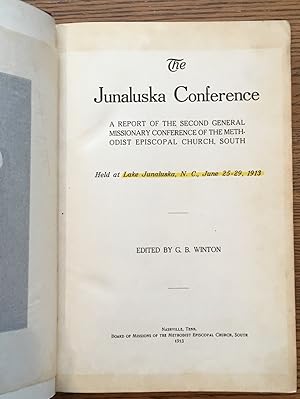 The
Junaluska Conference
A REPORT OF THE SECOND GENERAL
MISSIONARY CONFERENCE OF THE METH-
ODIST EPISCOPAL CHURCH, SOUTH
Held at Lake Junaluska, N. C., June 25-29, 1913
EDITED BY G. B. WINTON
NASHVILLE, TENN.
BOARD OF MISSIONS OF THE METHODIST EPISCOPAL CHURCH, SOUTH
1913